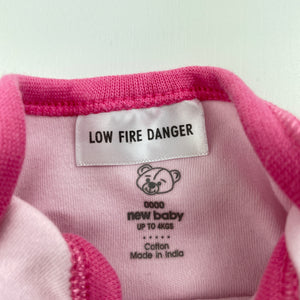 LOW FIRE DANGER
0000
new baby
UP TO 4KGS
Cotton
Made in India